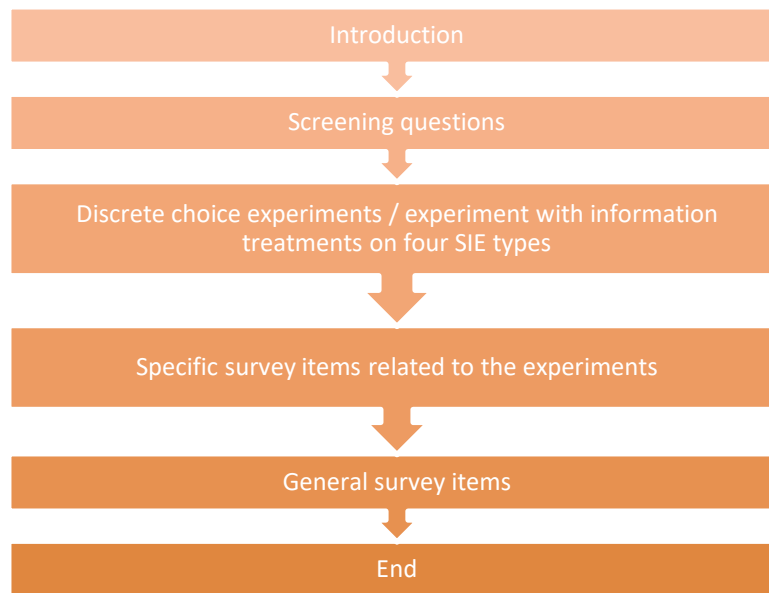 Introduction
Screening questions
Discrete choice experiments / experiment with information
treatments on four SIE types
Specific survey items related to the experiments
General survey items
End